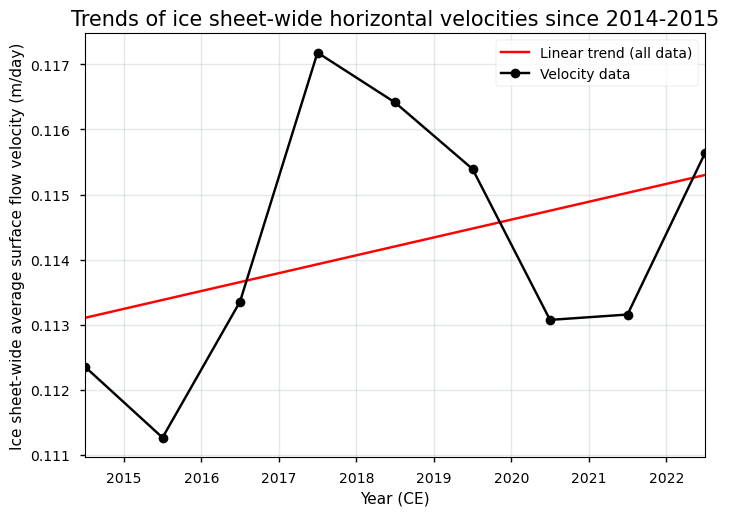 Trends of ice sheet-wide horizontal velocities since 2014-2015
Linear trend (all data)
Velocity data
Ice sheet-wide average surface flow velocity (m/day)
0.117
0.116
0.115
0.114
0.113
0.112
0.111
2015 2016 2017 2018 2019 2020 2021 2022
Year (CE)